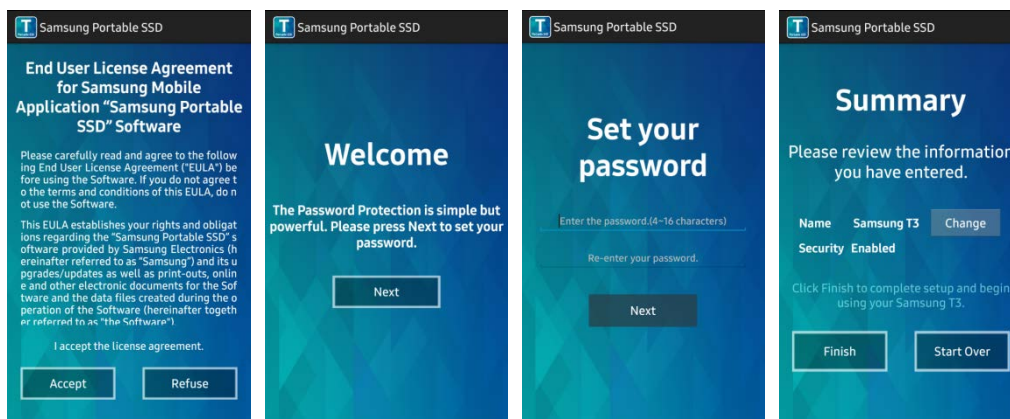 Samsung Portable SSD
End User License Agreement
for Samsung Mobile
Application “Samsung Portable
SSD” Software
Please carefully read and agree to the follow
ing End User License Agreement ("EULA") be
fore using the Software. If you do not agree t
o the terms and conditions of this EULA, do n
ot use the Software.
This EULA establishes your rights and obligat
ions regarding the "Samsung Portable SSD" s
oftware provided by Samsung Electronics (h
ereinafter referred to as "Samsung") and its u
pgrades/updates as well as print-outs, onlin
e and other electronic documents for the Sof
tware and the data files created during the o
peration of the Software (hereinafter togeth
er referred to as "the Software")
I accept the license agreement.
Accept
Refuse
Samsung Portable SSD
Welcome
The Password Protection is simple but
powerful. Please press Next to set your
password.
Next
Samsung Portable SSD
Set your
password
Enter the password.(4~16 characters)
Re-enter your password.
Next
Samsung Portable SSD
Summary
Please review the information
you have entered.
Name Samsung T3 Change
Security Enabled
Click Finish to complete setup and begin
using your Samsung T3.
Finish
Start Over